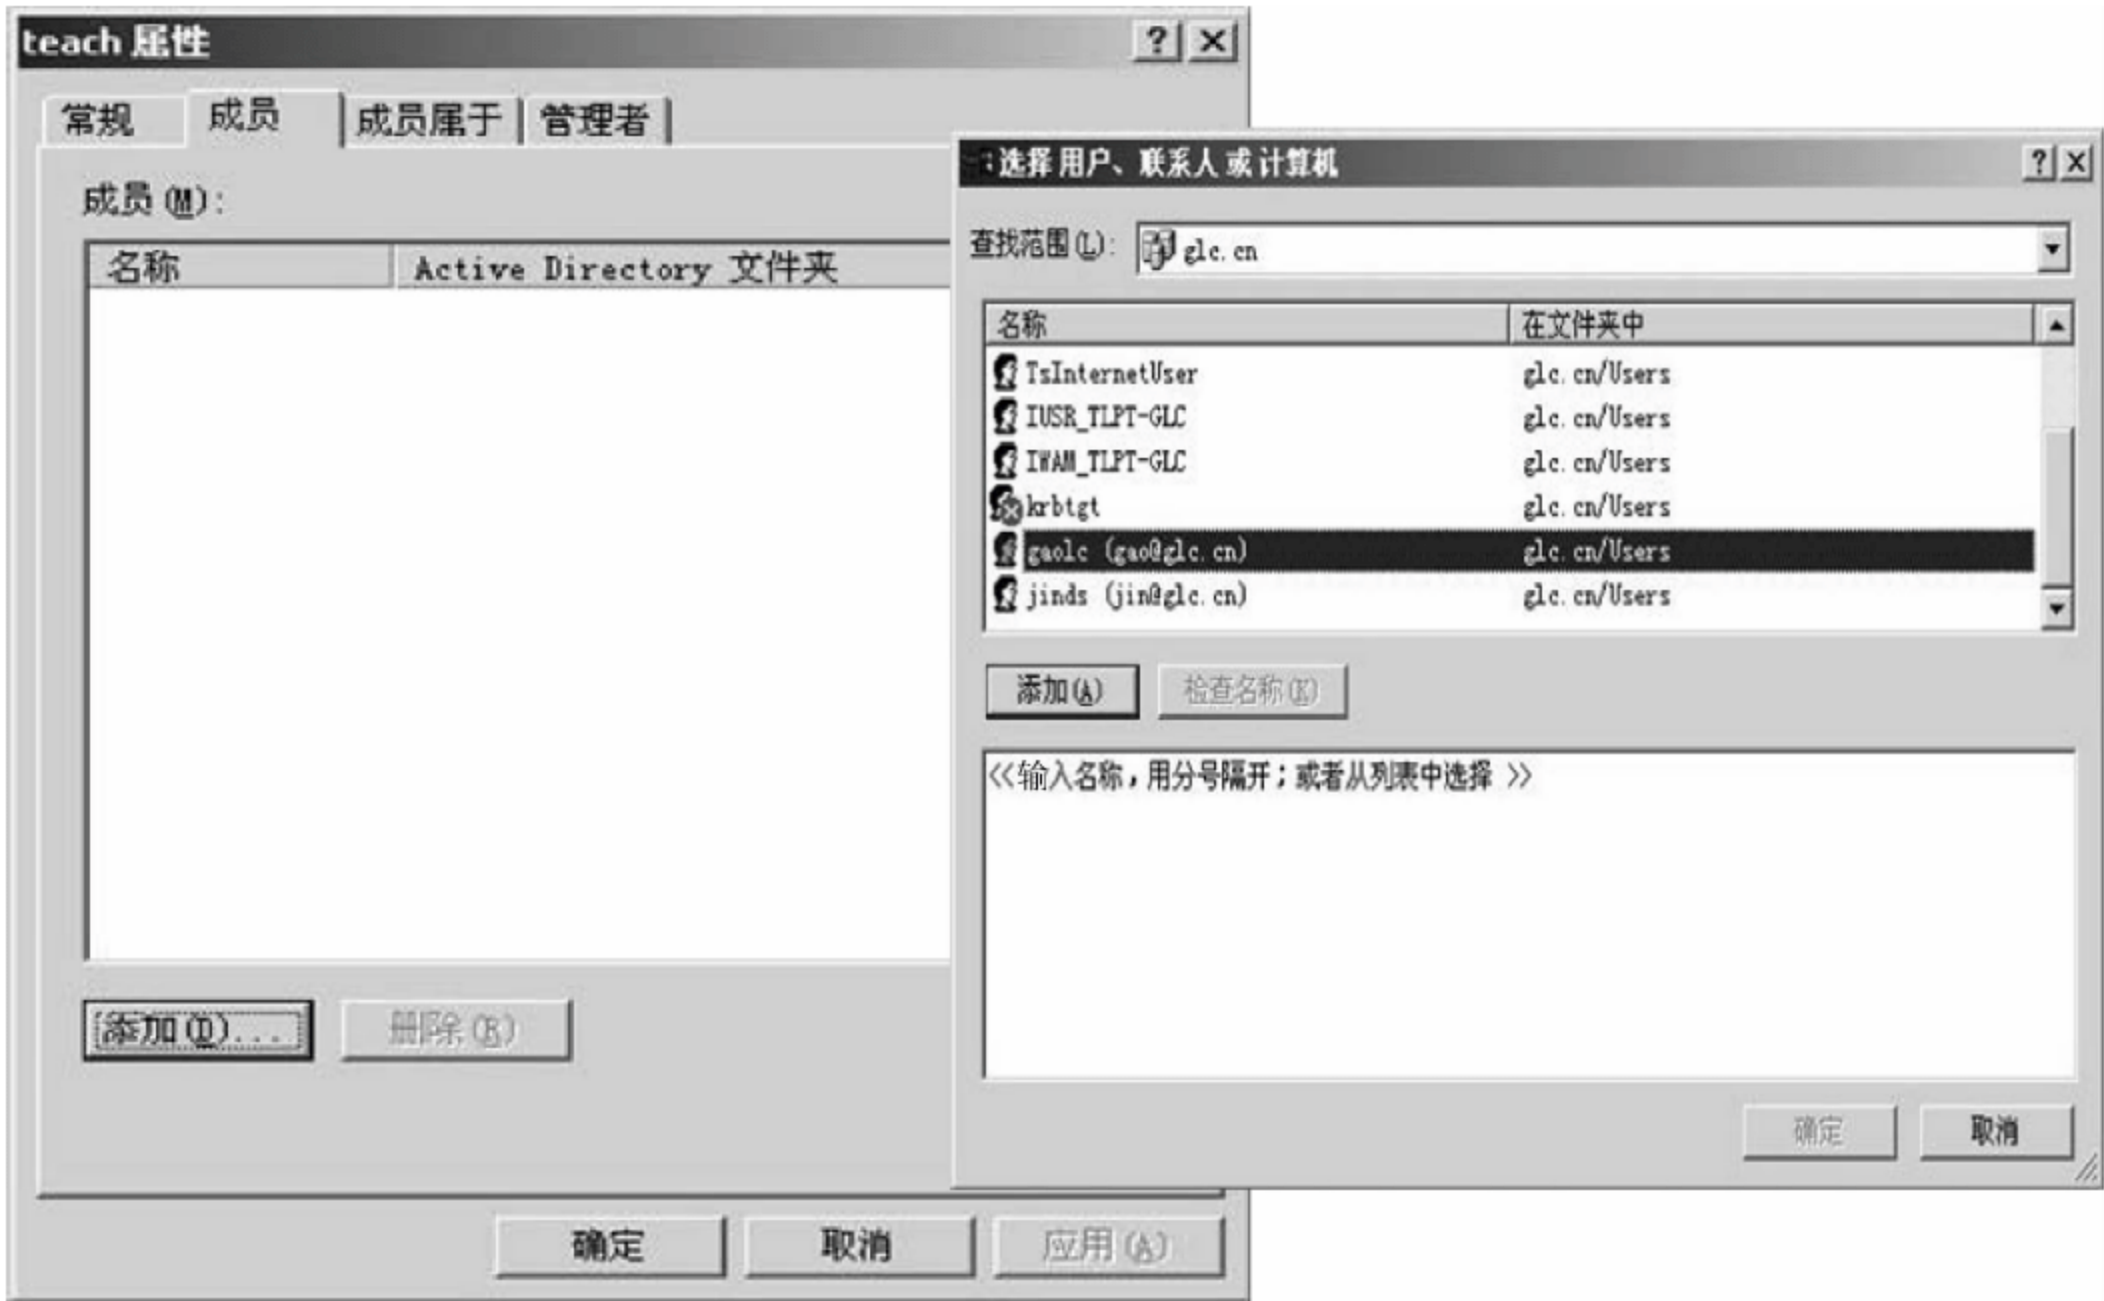 teach 属性
常规 成员 成员属于 管理者
成员(M):
名称 Active Directory 文件夹
添加(D)... 删除(R)
确定 取消 应用(A)
选择用户、联系人或计算机
查找范围(L): glc.cn
名称 在文件夹中
TsInternetUser glc.cn/Users
IUSR_TLPT-GLC glc.cn/Users
IWAM_TLPT-GLC glc.cn/Users
krbtgt glc.cn/Users
gaolc (gao@glc.cn) glc.cn/Users
jinds (jin@glc.cn) glc.cn/Users
添加(A) 检查名称(K)
<<输入名称，用分号隔开；或者从列表中选择 >>
确定 取消